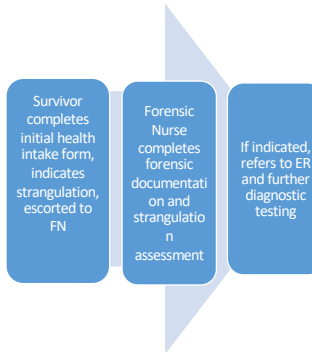 Survivor
completes
initial health
intake form,
indicates
strangulation,
escorted to
FN
Forensic
Nurse
completes
forensic
documentati
on and
strangulatio
n
assessment
If indicated,
refers to ER
and further
diagnostic
testing